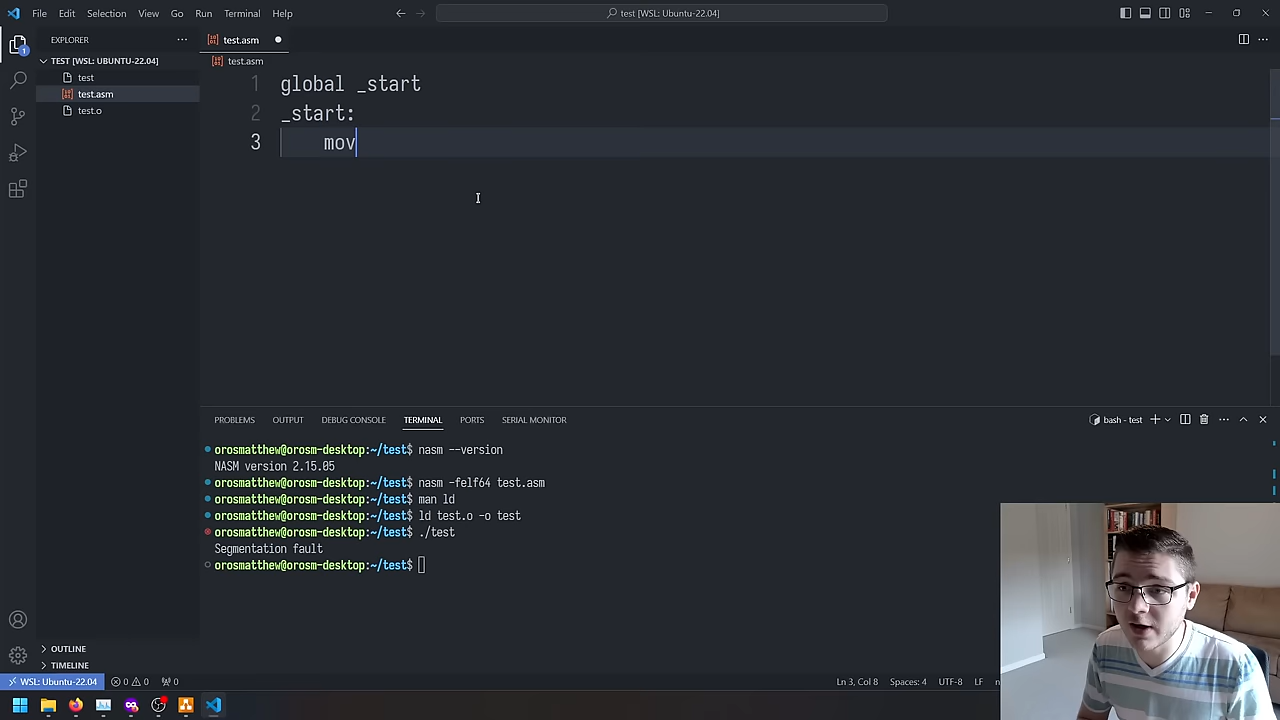 File Edit Selection View Go Run Terminal Help
test [WSL: Ubuntu-22.04]
EXPLORER
TEST [WSL: UBUNTU-22.04]
test
test.asm
test.o
OUTLINE
TIMELINE
test.asm
test.asm
1 global _start
2 _start:
3 mov
PROBLEMS OUTPUT DEBUG CONSOLE TERMINAL PORTS SERIAL MONITOR
bash - test
orosmatthew@orosm-desktop:~/test$ nasm --version
NASM version 2.15.05
orosmatthew@orosm-desktop:~/test$ nasm -felf64 test.asm
orosmatthew@orosm-desktop:~/test$ man ld
orosmatthew@orosm-desktop:~/test$ ld test.o -o test
orosmatthew@orosm-desktop:~/test$ ./test
Segmentation fault
orosmatthew@orosm-desktop:~/test$
WSL: Ubuntu-22.04 0 0 0 Ln 3, Col 8 Spaces: 4 UTF-8 LF